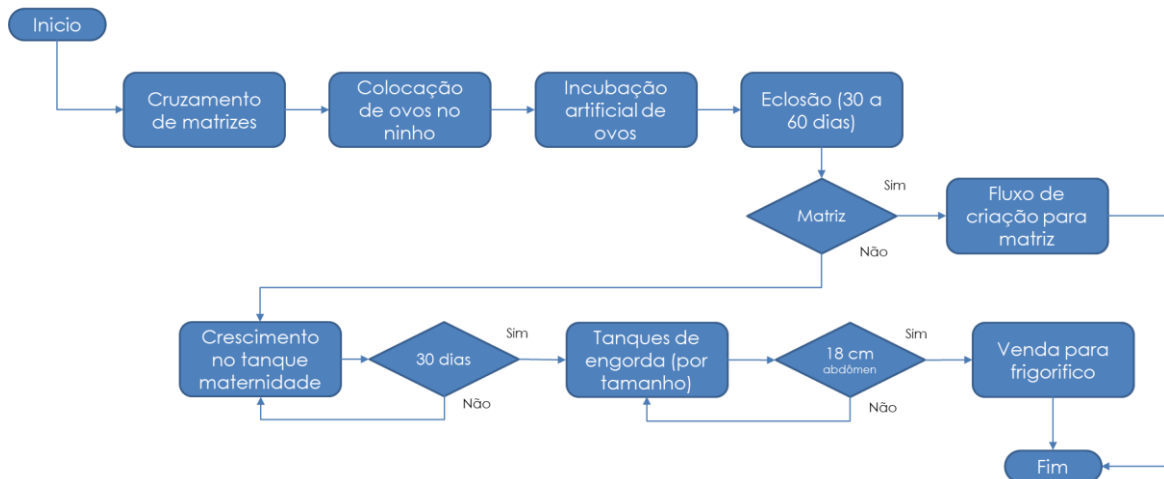 Inicio
Cruzamento
de matrizes
Colocação
de ovos no
ninho
Incubação
artificial de
ovos
Eclosão (30 a
60 dias)
Matriz
Sim
Não
Fluxo de
criação para
matriz
Crescimento
no tanque
maternidade
30 dias
Sim
Não
Tanques de
engorda (por
tamanho)
18 cm
abdômen
Sim
Não
Venda para
frigorifico
Fim